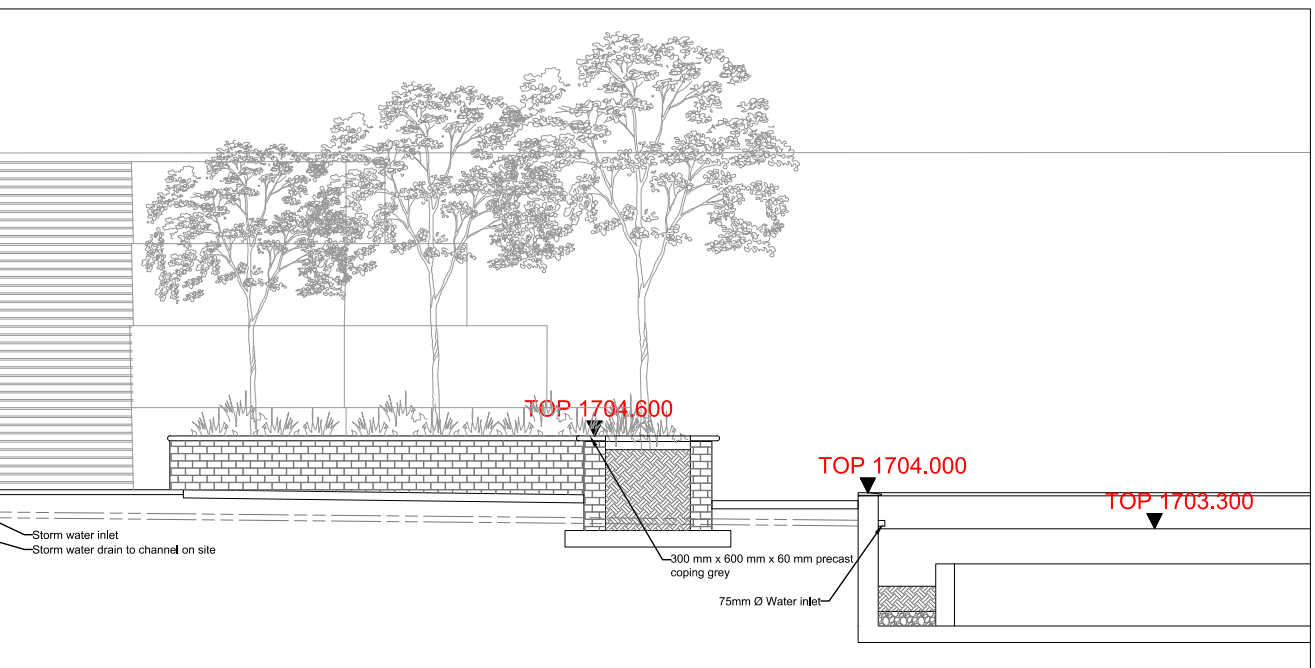 TOP 1704.600
TOP 1704.000
TOP 1703.300
Storm water inlet
Storm water drain to channel on site
300 mm x 600 mm x 60 mm precast
coping grey
75mm Ø Water inlet